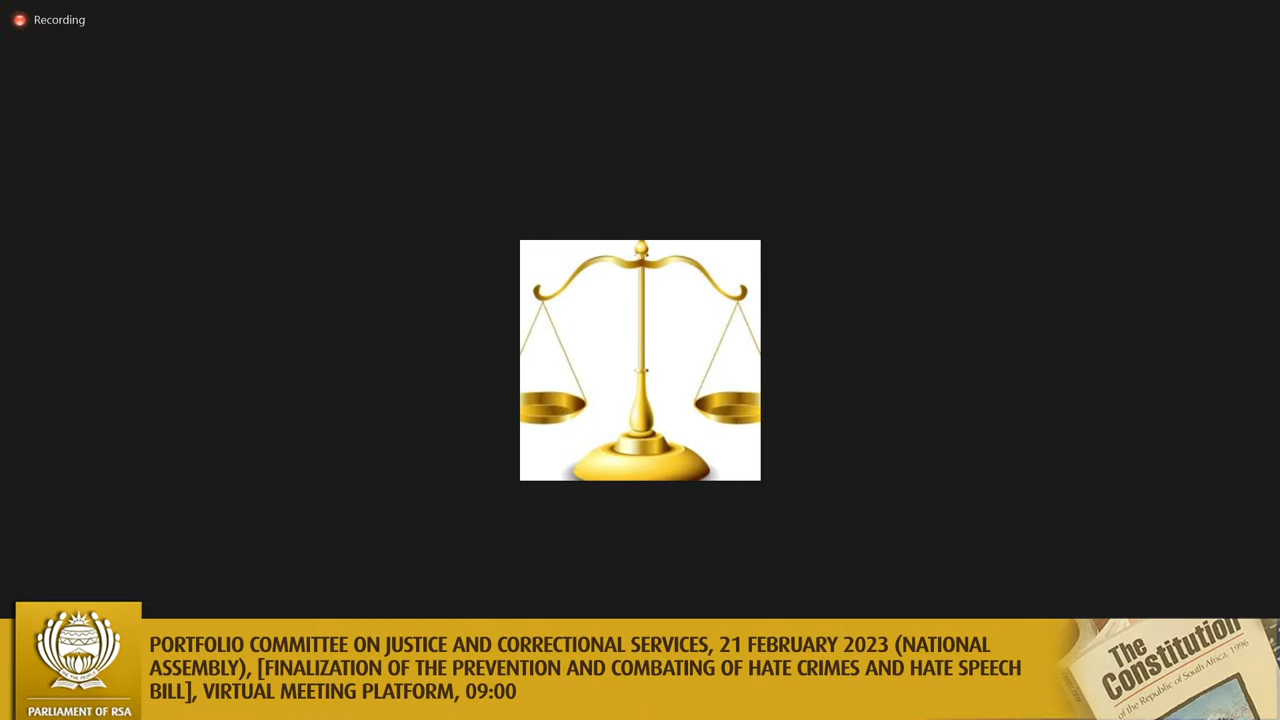 Recording
PORTFOLIO COMMITTEE ON JUSTICE AND CORRECTIONAL SERVICES, 21 FEBRUARY 2023 (NATIONAL
ASSEMBLY), [FINALIZATION OF THE PREVENTION AND COMBATING OF HATE CRIMES AND HATE SPEECH
BILL], VIRTUAL MEETING PLATFORM, 09:00
PARLIAMENT OF RSA
The
Constitution
of the Republic of South Africa, 1996